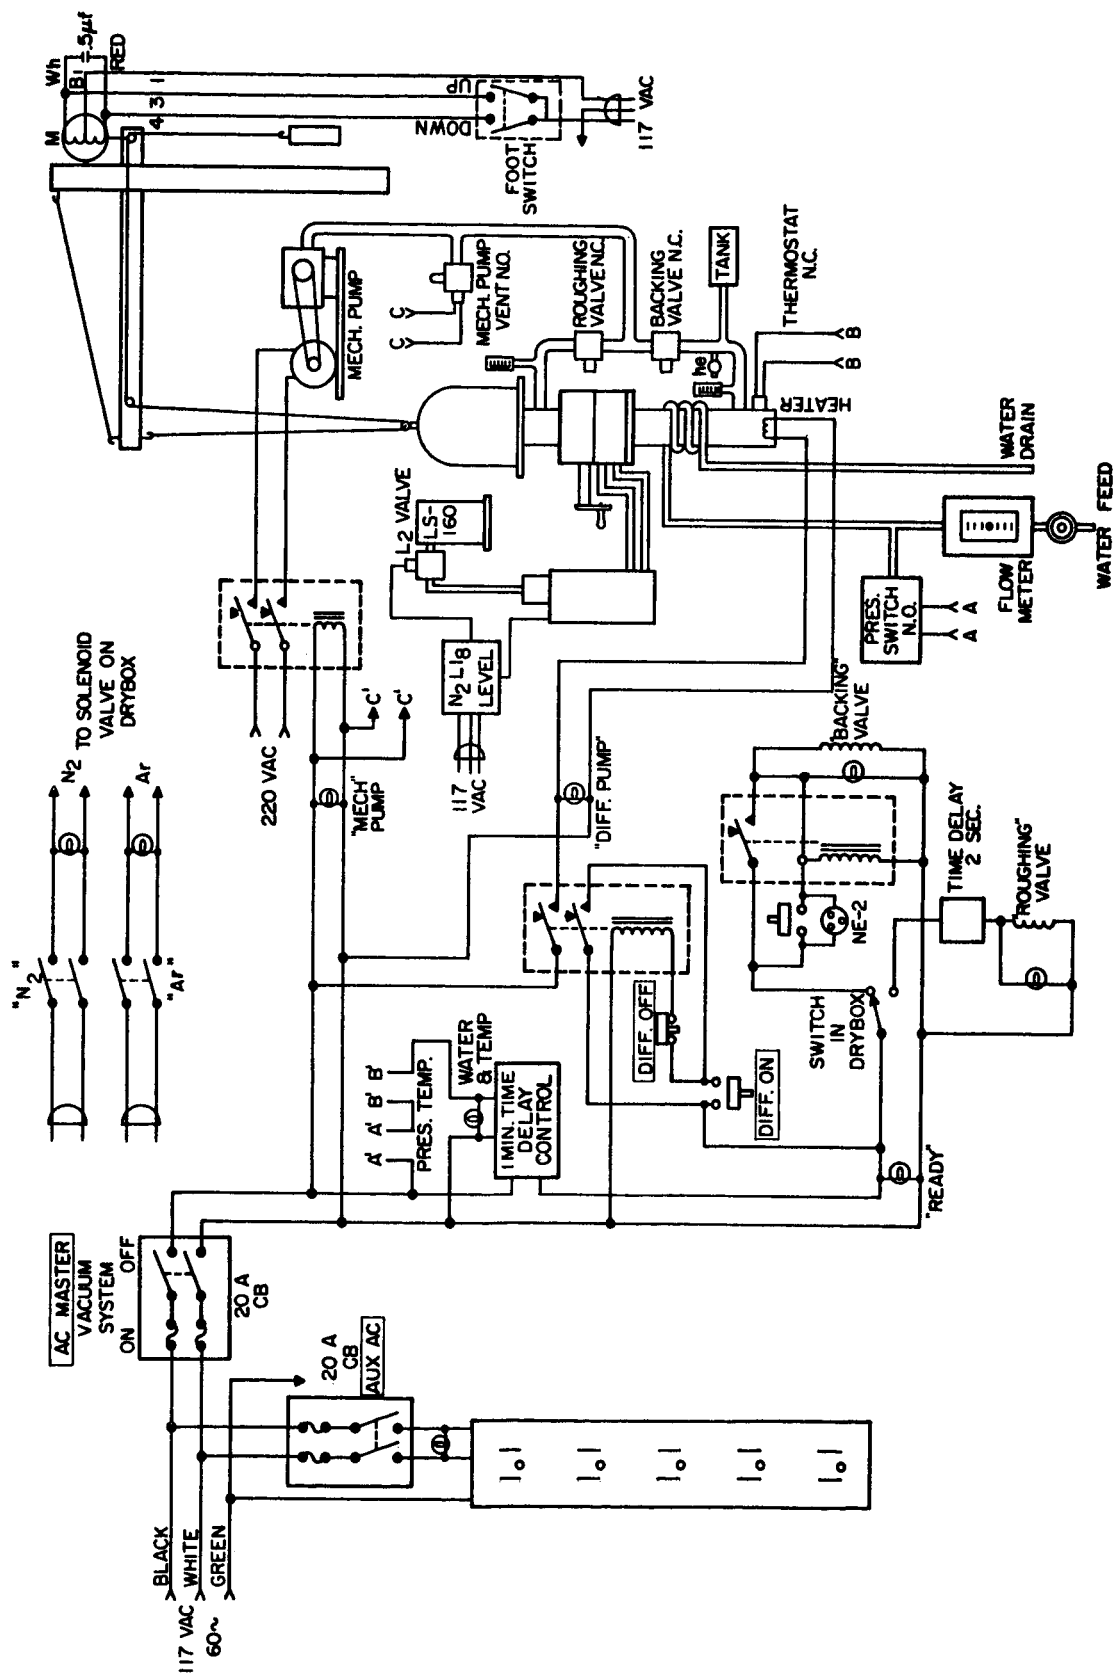 117 VAC
60~
BLACK
WHITE
GREEN
AC MASTER
VACUUM
SYSTEM
ON OFF
20 A
CB
20 A
CB
AUX AC
"N2"
"Ar"
N2
Ar
TO SOLENOID
VALVE ON
DRYBOX
220 VAC
"MECH"
PUMP
C'
C'
A' A' B' B'
PRES. TEMP.
WATER
& TEMP
1 MIN. TIME
DELAY
CONTROL
DIFF. OFF
DIFF. ON
"READY"
"DIFF. PUMP"
SWITCH
IN
DRYBOX
NE-2
TIME DELAY
2 SEC.
"ROUGHING"
VALVE
"BACKING"
VALVE
117
VAC
N2 L18
LEVEL
L2 VALVE
LS-
160
MECH. PUMP
C
C
MECH. PUMP
VENT N.O.
ROUGHING
VALVE N.C.
BACKING
VALVE N.C.
TANK
he
THERMOSTAT
N.C.
B
B
HEATER
WATER
DRAIN
PRES.
SWITCH
N.O.
A
A
FLOW
METER
WATER FEED
M
Wh
Bl
.5µf
RED
1
3
4
UP
DOWN
FOOT
SWITCH
117 VAC